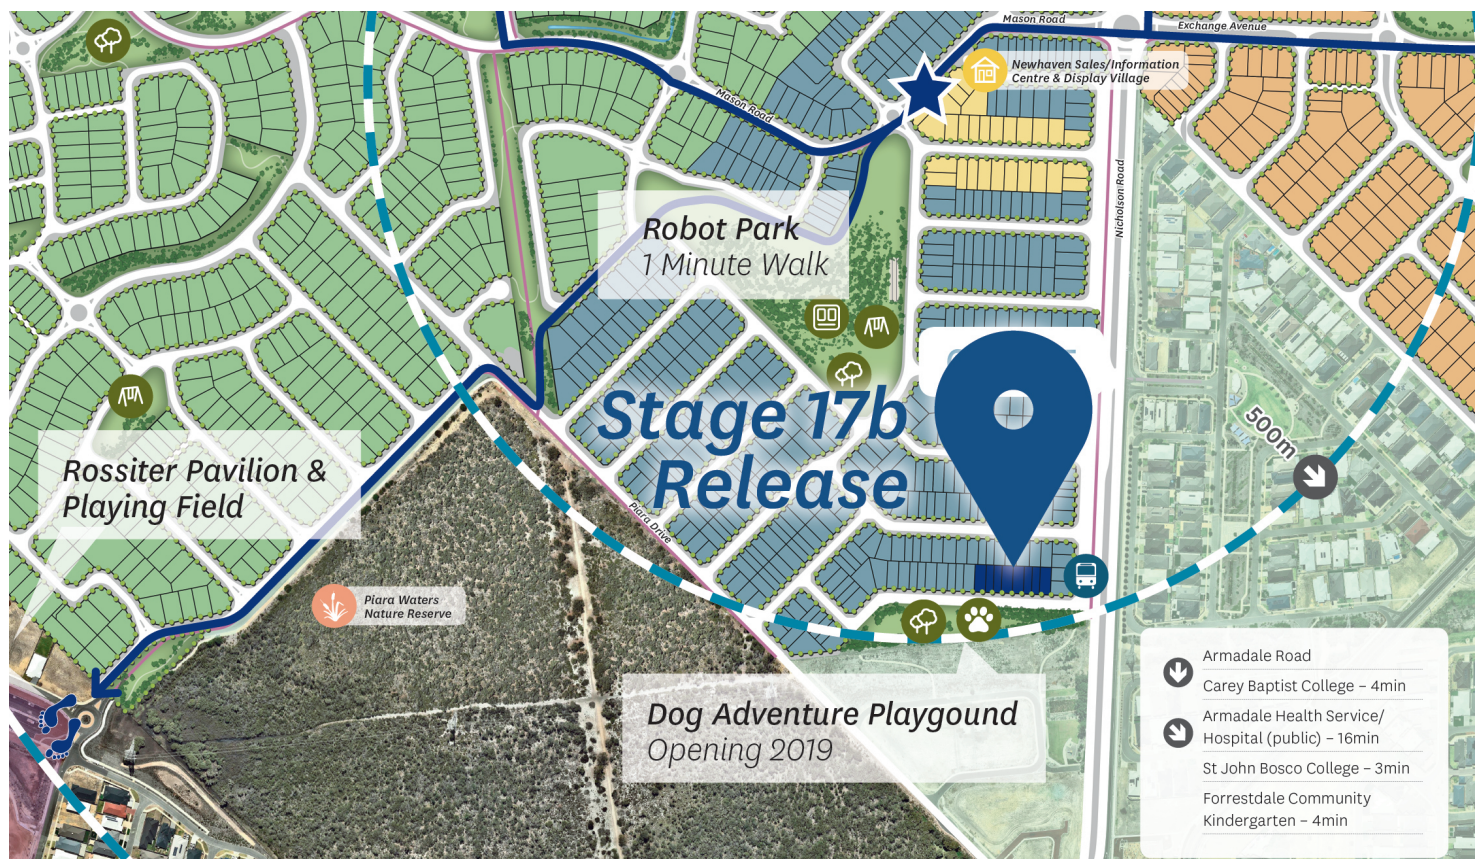 Mason Road
Exchange Avenue
Newhaven Sales/Information
Centre & Display Village
Mason Road
Nicholson Road
Robot Park
1 Minute Walk
Stage 17b
Release
500m
Rossiter Pavilion &
Playing Field
Piara Drive
Piara Waters
Nature Reserve
Dog Adventure Playgound
Opening 2019
Armadale Road
Carey Baptist College – 4min
Armadale Health Service/
Hospital (public) – 16min
St John Bosco College – 3min
Forrestdale Community
Kindergarten – 4min